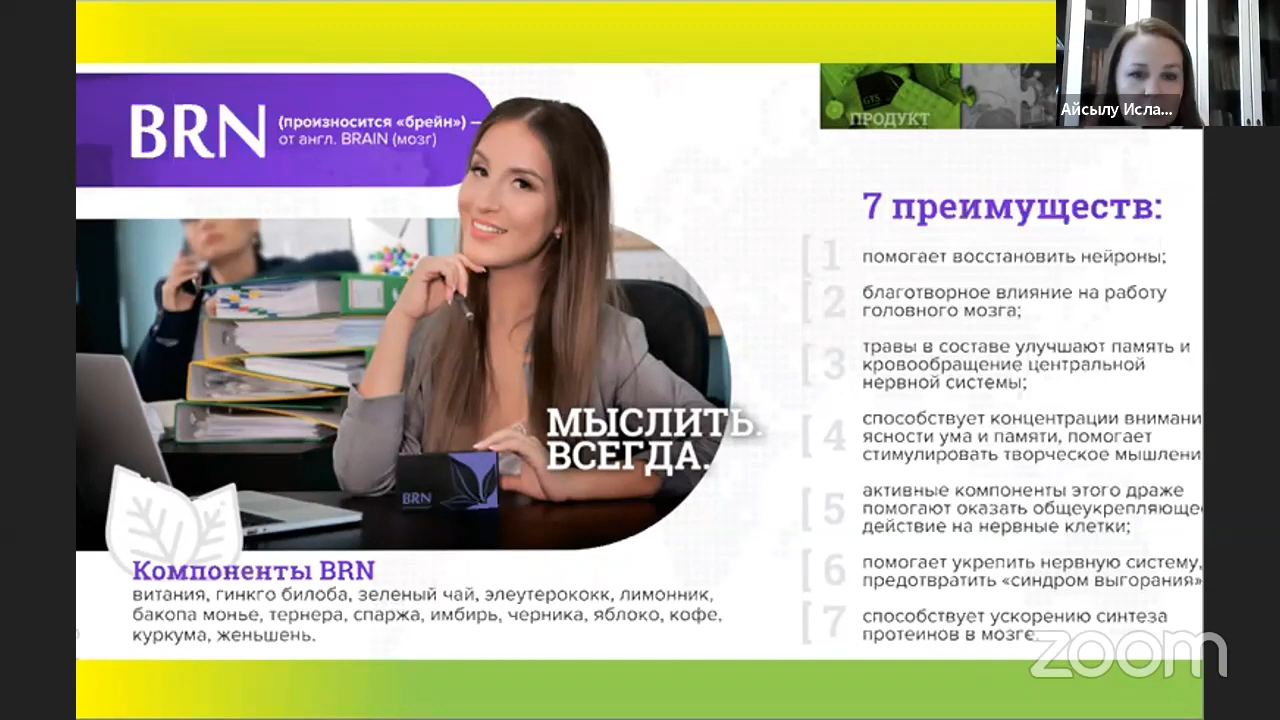 BRN (произносится «брейн») –
от англ. BRAIN (мозг)
GTS
ПРОДУКТ
Айсылу Исла...
7 преимуществ:
[ 1 помогает восстановить нейроны;
[ 2 благотворное влияние на работу
головного мозга;
[ 3 травы в составе улучшают память и
кровообращение центральной
нервной системы;
[ 4 способствует концентрации внимани
ясности ума и памяти, помогает
стимулировать творческое мышлени
[ 5 активные компоненты этого драже
помогают оказать общеукрепляюще
действие на нервные клетки;
[ 6 помогает укрепить нервную систему,
предотвратить «синдром выгорания»
[ 7 способствует ускорению синтеза
протеинов в мозге.
МЫСЛИТЬ.
ВСЕГДА.
BRN
Компоненты BRN
витания, гинкго билоба, зеленый чай, элеутерококк, лимонник,
бакопа монье, тернера, спаржа, имбирь, черника, яблоко, кофе,
куркума, женьшень.
zoom